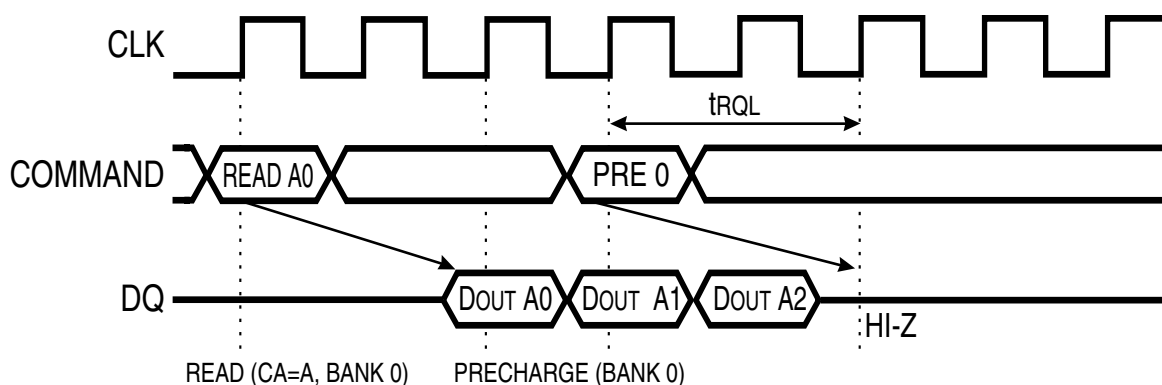 CLK
tRQL
COMMAND READ A0 PRE 0
DQ DOUT A0 DOUT A1 DOUT A2
HI-Z
READ (CA=A, BANK 0) PRECHARGE (BANK 0)